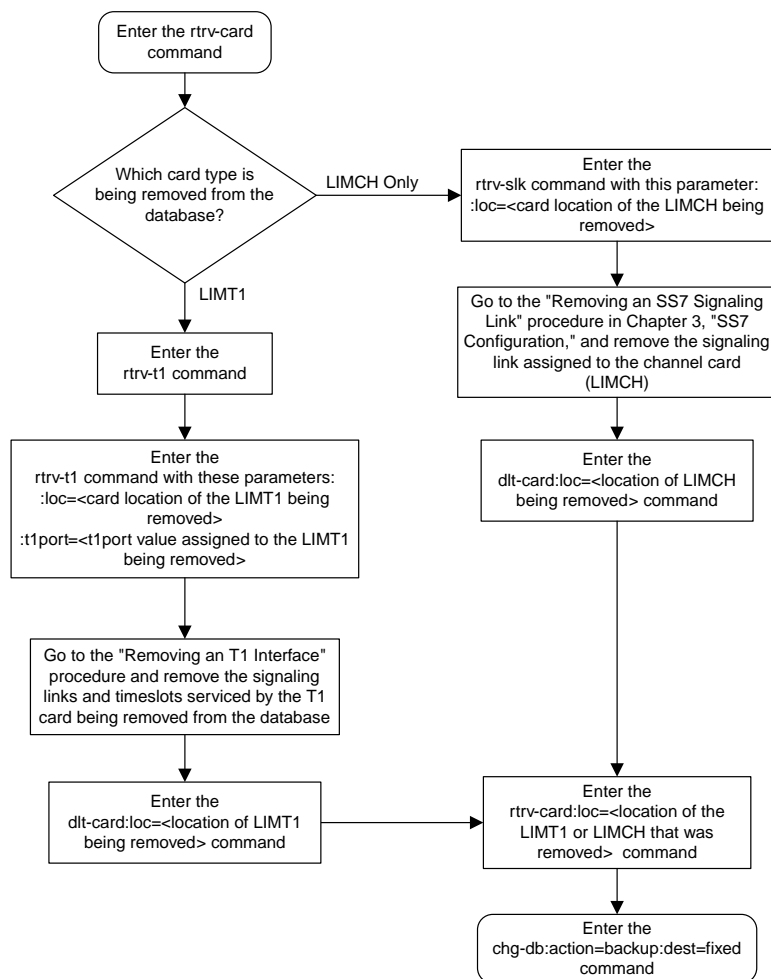 Enter the rtrv-card
command
Which card type is
being removed from the
database?
LIMCH Only
LIMT1
Enter the
rtrv-t1 command
Enter the
rtrv-t1 command with these parameters:
:loc=<card location of the LIMT1 being
removed>
:t1port=<t1port value assigned to the LIMT1
being removed>
Go to the "Removing an T1 Interface"
procedure and remove the signaling
links and timeslots serviced by the T1
card being removed from the database
Enter the
dlt-card:loc=<location of LIMT1
being removed> command
Enter the
rtrv-slk command with this parameter:
:loc=<card location of the LIMCH being
removed>
Go to the "Removing an SS7 Signaling
Link" procedure in Chapter 3, "SS7
Configuration," and remove the signaling
link assigned to the channel card
(LIMCH)
Enter the
dlt-card:loc=<location of LIMCH
being removed> command
Enter the
rtrv-card:loc=<location of the
LIMT1 or LIMCH that was
removed> command
Enter the
chg-db:action=backup:dest=fixed
command